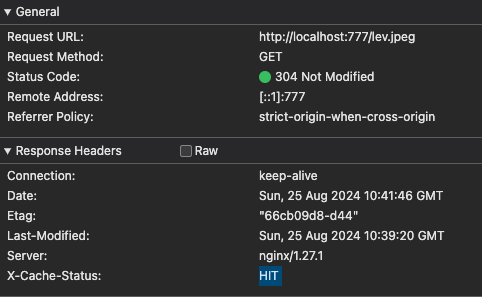 General
Request URL: http://localhost:777/lev.jpeg
Request Method: GET
Status Code: 304 Not Modified
Remote Address: [::1]:777
Referrer Policy: strict-origin-when-cross-origin
Response Headers Raw
Connection: keep-alive
Date: Sun, 25 Aug 2024 10:41:46 GMT
Etag: "66cb09d8-d44"
Last-Modified: Sun, 25 Aug 2024 10:39:20 GMT
Server: nginx/1.27.1
X-Cache-Status: HIT